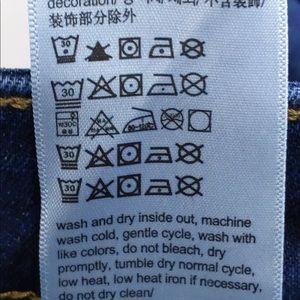 decoration/
装饰部分除外
30
30
30
30
wash and dry inside out, machine
wash cold, gentle cycle, wash with
like colors, do not bleach, dry
promptly, tumble dry normal cycle,
low heat, low heat iron if necessary,
do not dry clean/